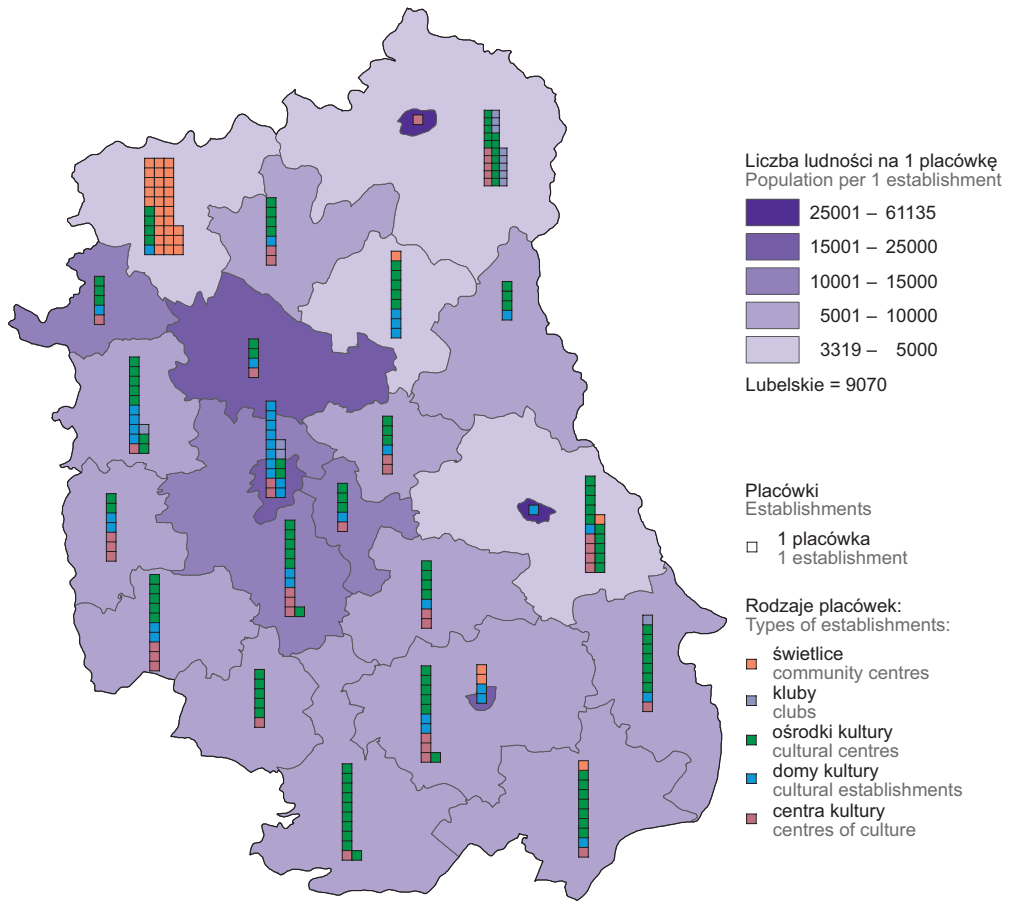 Liczba ludności na 1 placówkę
Population per 1 establishment
25001 – 61135
15001 – 25000
10001 – 15000
5001 – 10000
3319 – 5000
Lubelskie = 9070
Placówki
Establishments
1 placówka
1 establishment
Rodzaje placówek:
Types of establishments:
świetlice
community centres
kluby
clubs
ośrodki kultury
cultural centres
domy kultury
cultural establishments
centra kultury
centres of culture